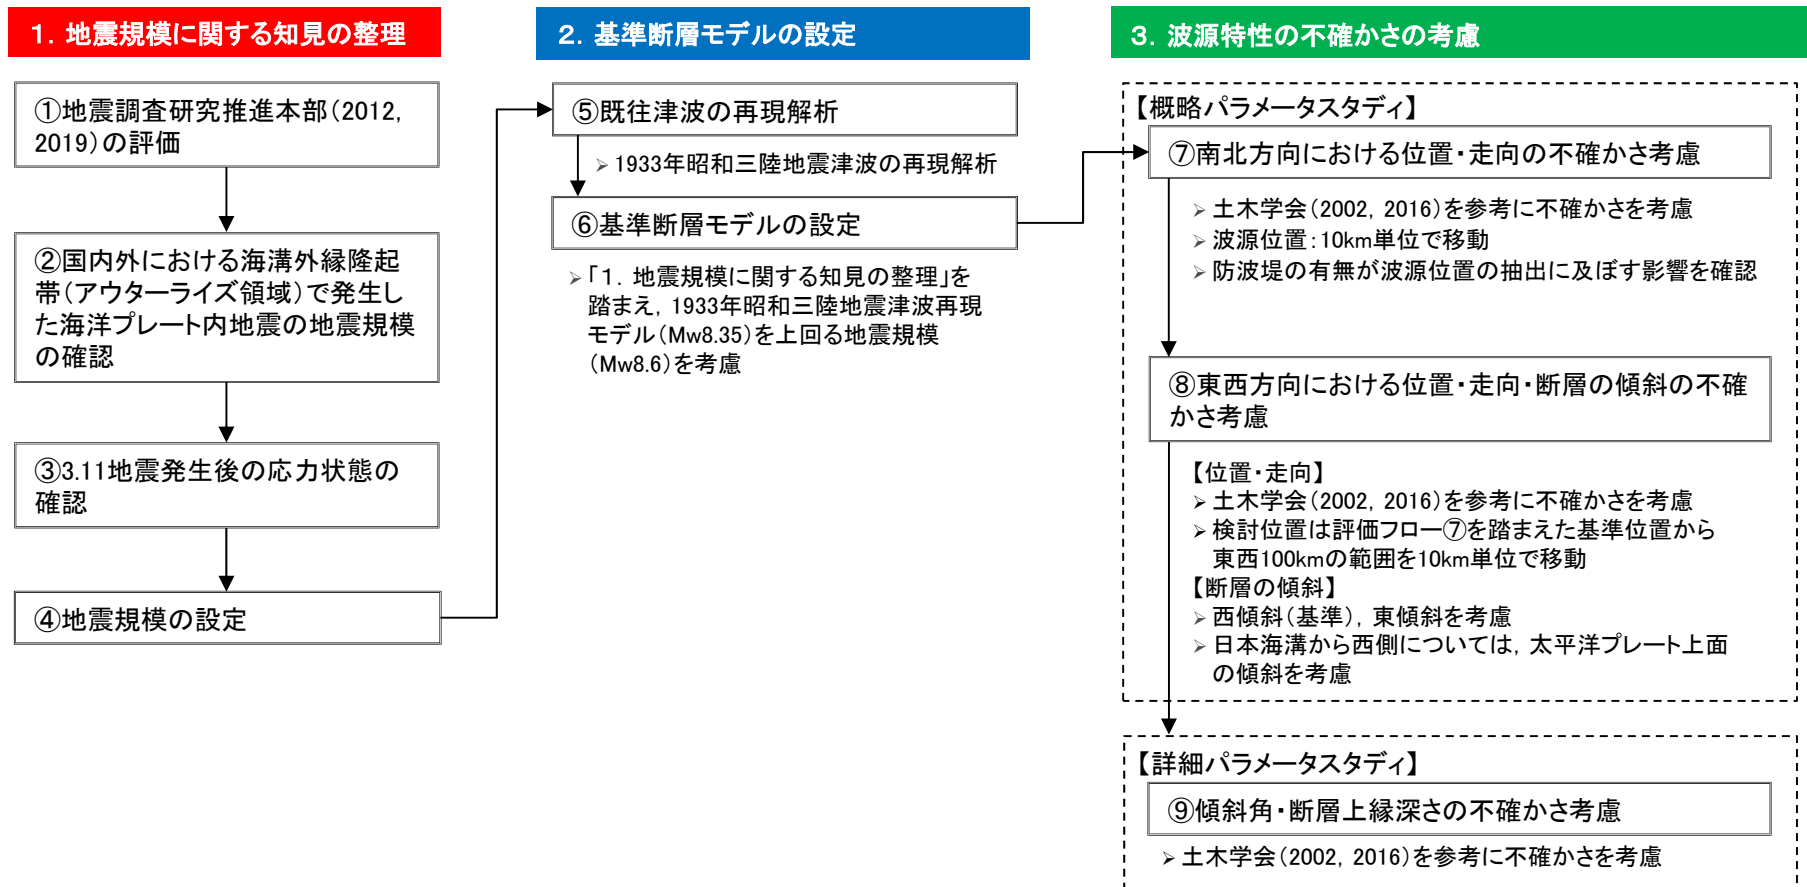 １．地震規模に関する知見の整理
①地震調査研究推進本部（2012，
2019）の評価
②国内外における海溝外縁隆起
帯（アウターライズ領域）で発生し
た海洋プレート内地震の地震規模
の確認
③3.11地震発生後の応力状態の
確認
④地震規模の設定
２．基準断層モデルの設定
⑤既往津波の再現解析
➢1933年昭和三陸地震津波の再現解析
⑥基準断層モデルの設定
➢「１．地震規模に関する知見の整理」を
踏まえ，1933年昭和三陸地震津波再現
モデル（Mw8.35）を上回る地震規模
（Mw8.6）を考慮
３．波源特性の不確かさの考慮
【概略パラメータスタディ】
⑦南北方向における位置・走向の不確かさ考慮
➢土木学会（2002，2016）を参考に不確かさを考慮
➢波源位置：10km単位で移動
➢防波堤の有無が波源位置の抽出に及ぼす影響を確認
⑧東西方向における位置・走向・断層の傾斜の不確
かさ考慮
【位置・走向】
➢土木学会（2002，2016）を参考に不確かさを考慮
➢検討位置は評価フロー⑦を踏まえた基準位置から
東西100kmの範囲を10km単位で移動
【断層の傾斜】
➢西傾斜（基準），東傾斜を考慮
➢日本海溝から西側については，太平洋プレート上面
の傾斜を考慮
【詳細パラメータスタディ】
⑨傾斜角・断層上縁深さの不確かさ考慮
➢土木学会（2002，2016）を参考に不確かさを考慮